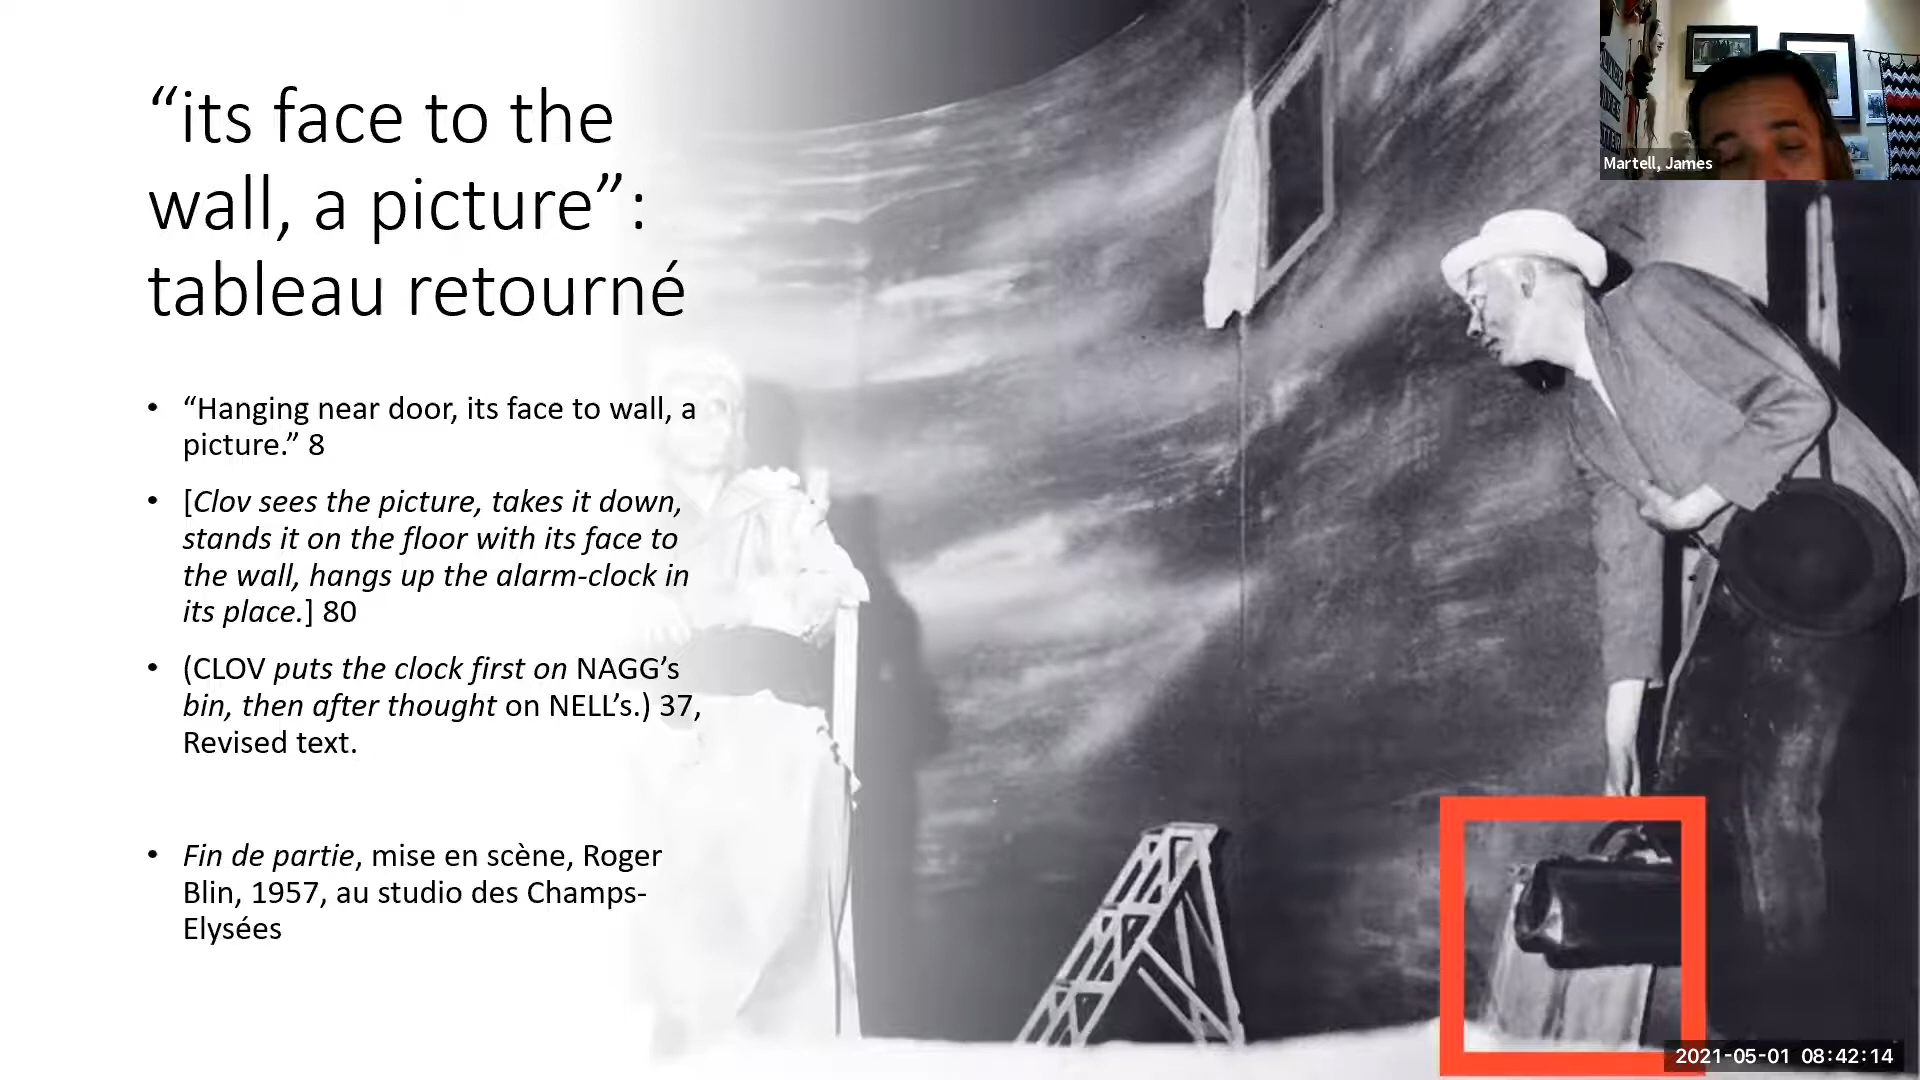 “its face to the
wall, a picture”:
tableau retourné
• “Hanging near door, its face to wall, a
picture.” 8
• [Clov sees the picture, takes it down,
stands it on the floor with its face to
the wall, hangs up the alarm-clock in
its place.] 80
• (CLOV puts the clock first on NAGG’s
bin, then after thought on NELL’s.) 37,
Revised text.
• Fin de partie, mise en scène, Roger
Blin, 1957, au studio des Champs-
Elysées
Martell, James
2021-05-01 08:42:14